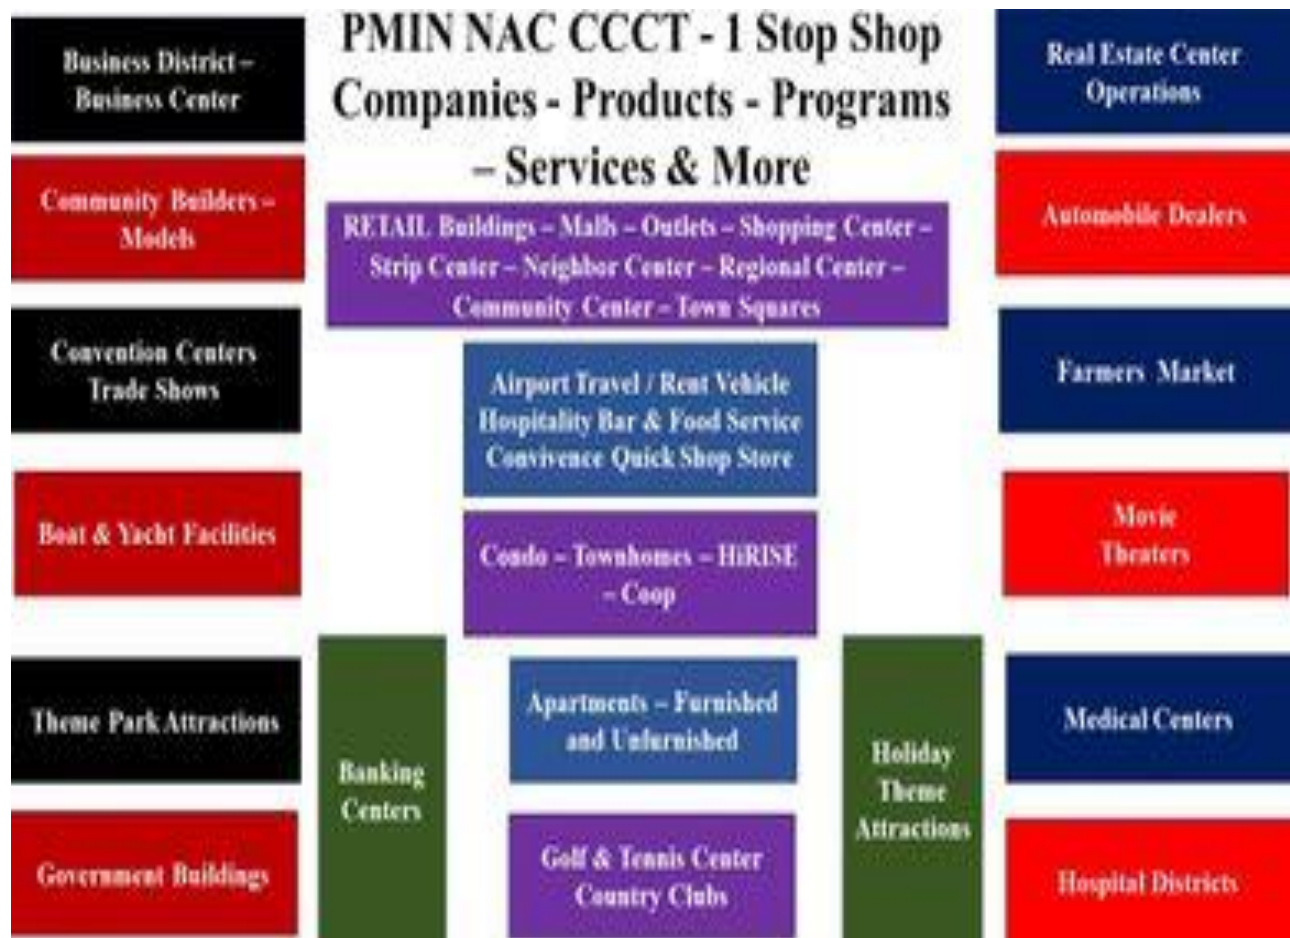 PMIN NAC CCCT - 1 Stop Shop
Companies - Products - Programs
– Services & More
Business District –
Business Center
Community Builders –
Models
Convention Centers
Trade Shows
Boat & Yacht Facilities
Theme Park Attractions
Government Buildings
RETAIL Buildings – Malls – Outlets – Shopping Center –
Strip Center – Neighbor Center – Regional Center –
Community Center – Town Squares
Airport Travel / Rent Vehicle
Hospitality Bar & Food Service
Convivence Quick Shop Store
Condo – Townhomes – HiRISE
– Coop
Banking
Centers
Apartments – Furnished
and Unfurnished
Golf & Tennis Center
Country Clubs
Holiday
Theme
Attractions
Real Estate Center
Operations
Automobile Dealers
Farmers Market
Movie
Theaters
Medical Centers
Hospital Districts